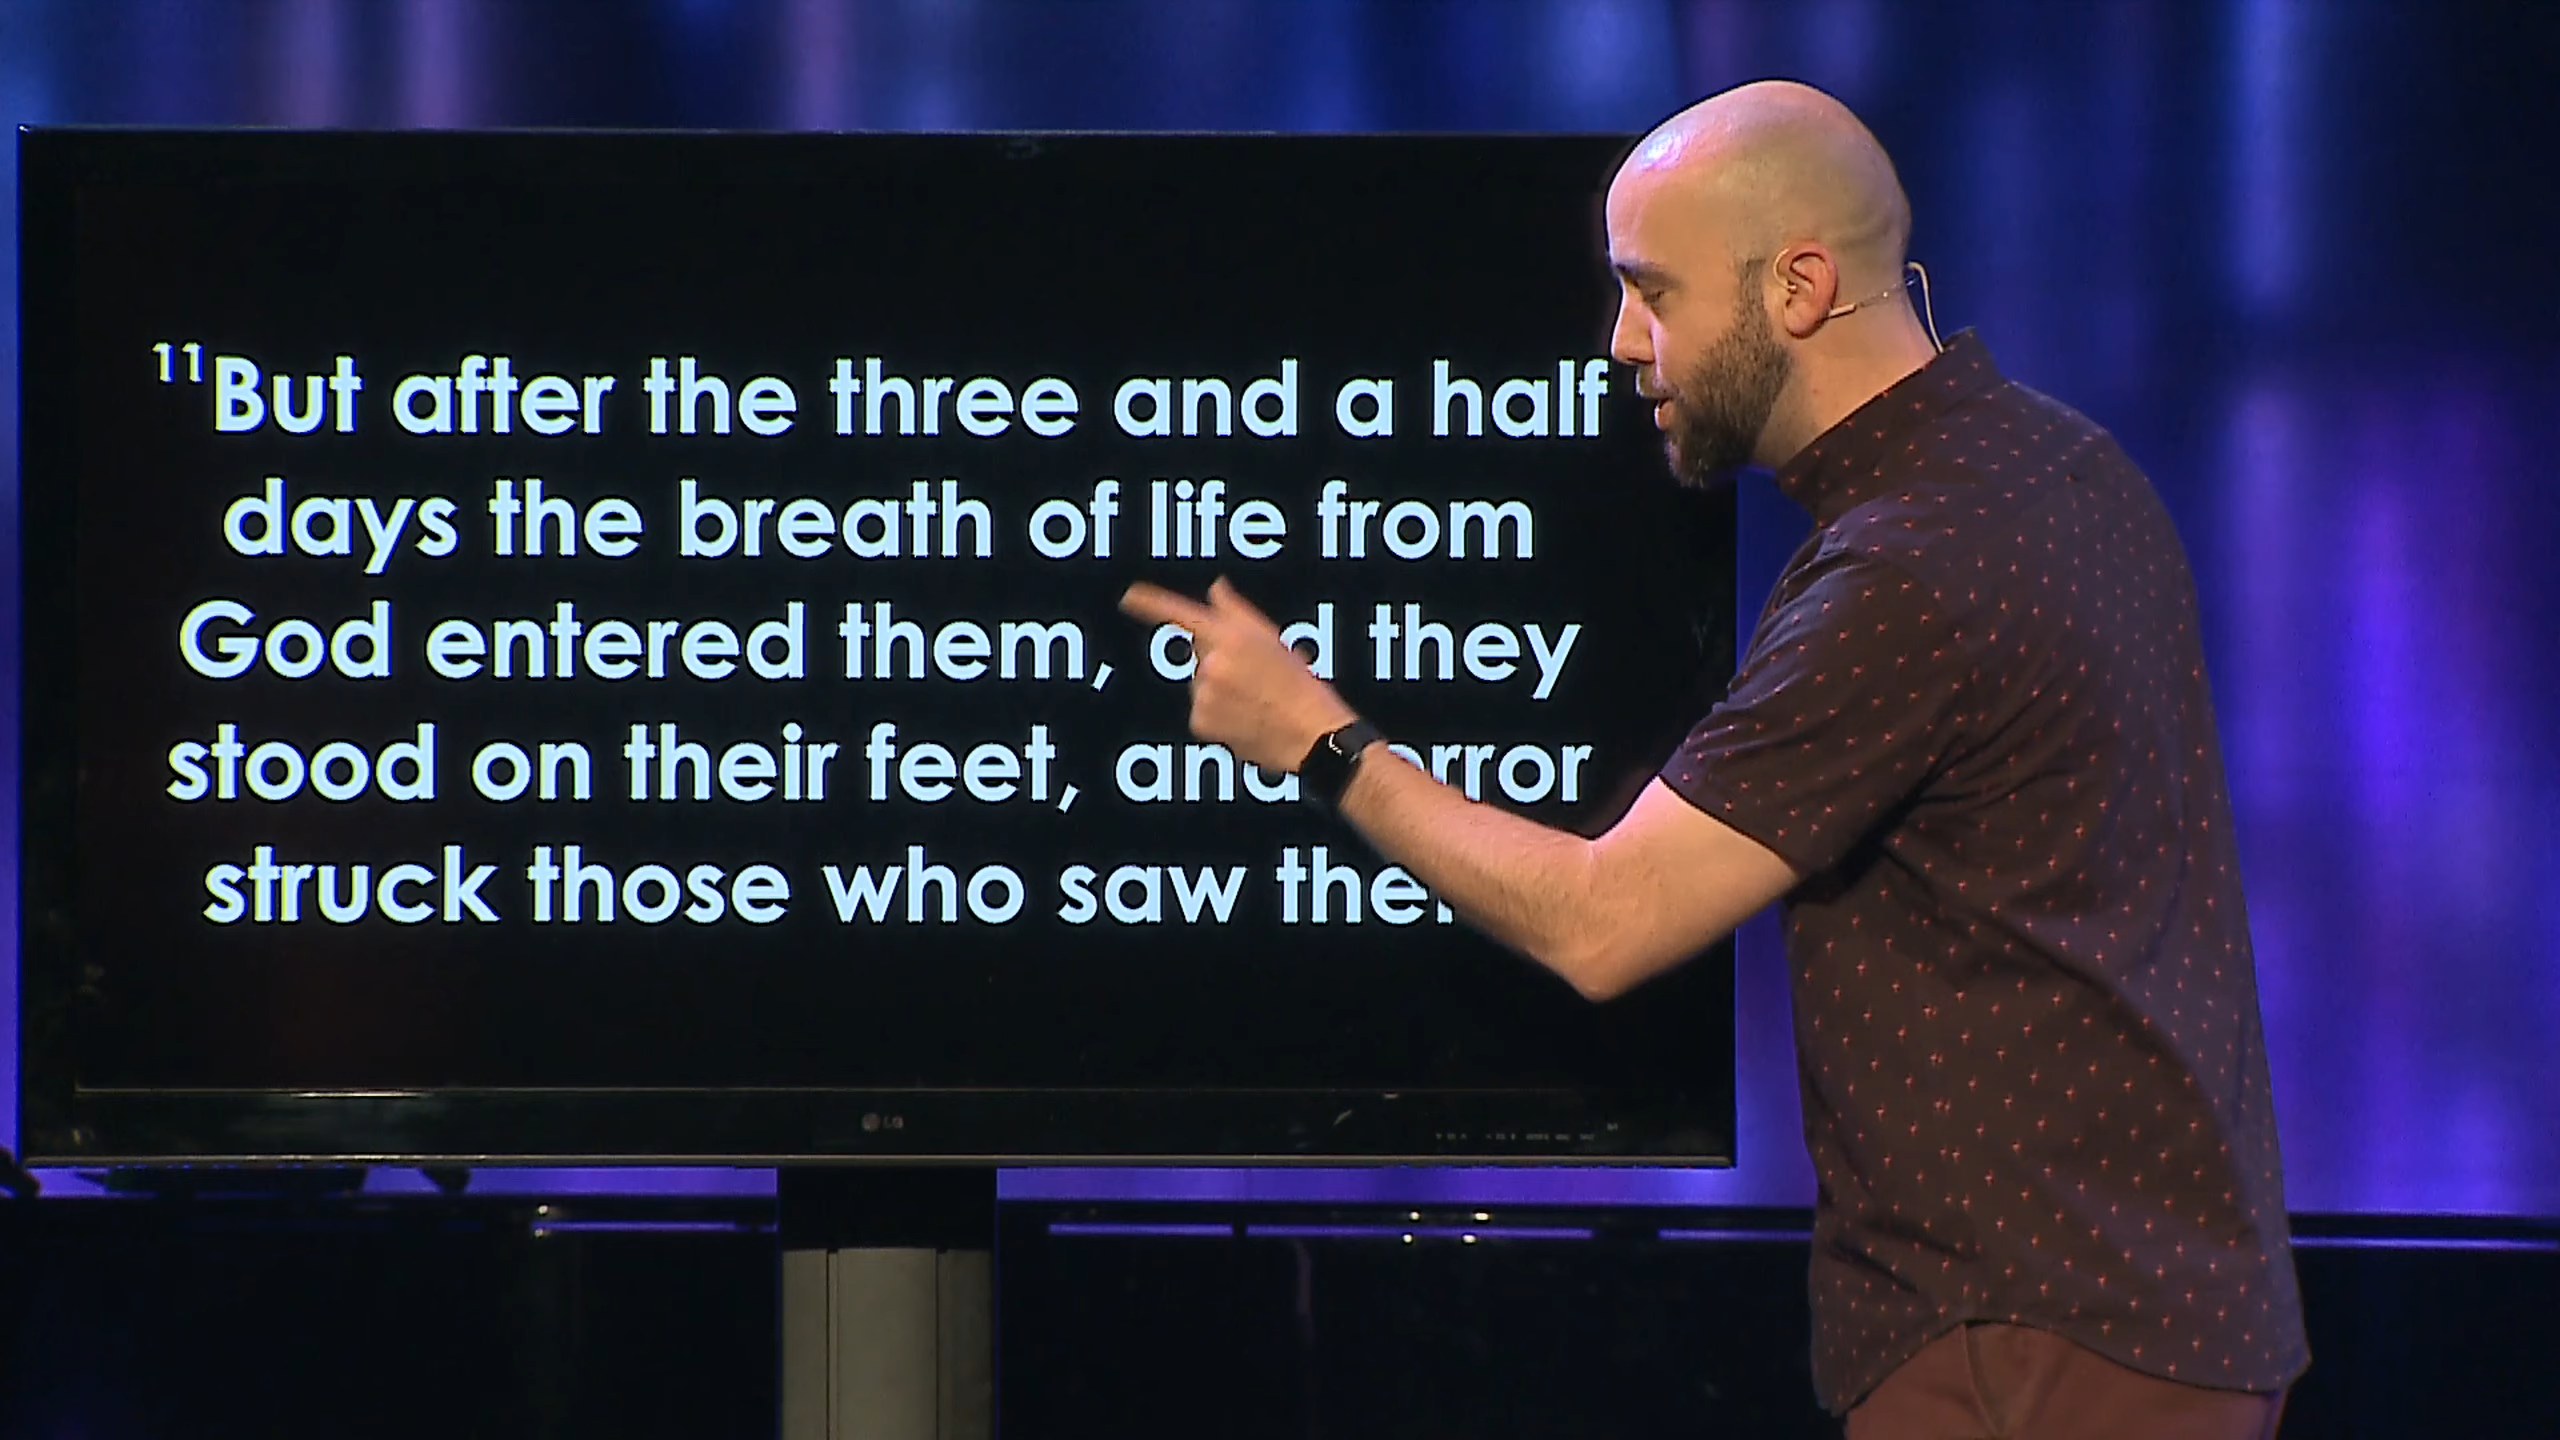 11But after the three and a half
days the breath of life from
God entered them, they
stood on their feet,
struck those who saw
LG